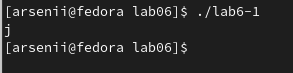 [arsenii@fedora lab06]$ ./lab6-1
j
[arsenii@fedora lab06]$